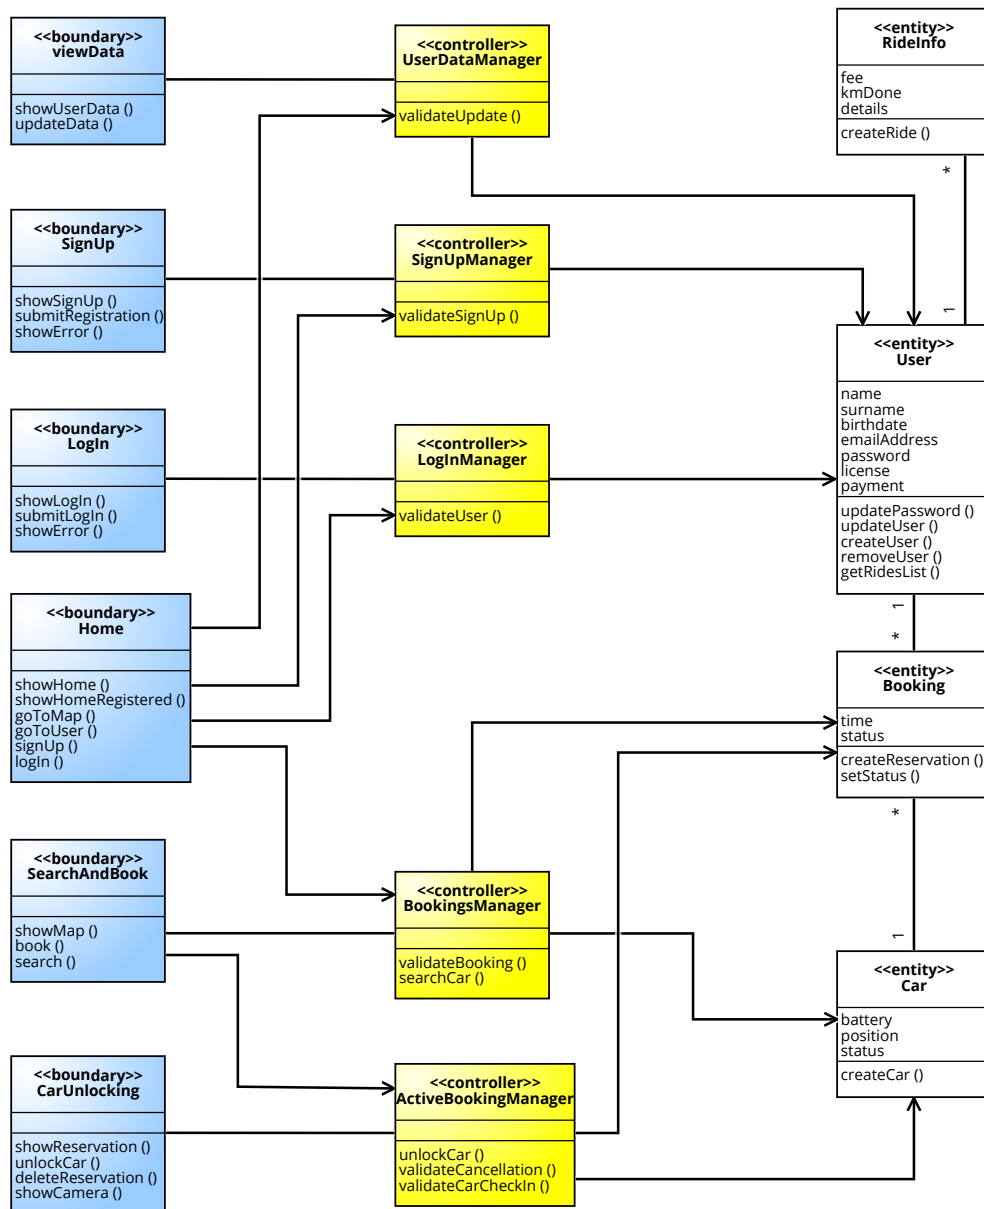 <<boundary>>
viewData
showUserData ()
updateData ()
<<controller>>
UserDataManager
validateUpdate ()
<<entity>>
RideInfo
fee
kmDone
details
createRide ()
*
1
<<boundary>>
SignUp
showSignUp ()
submitRegistration ()
showError ()
<<controller>>
SignUpManager
validateSignUp ()
<<entity>>
User
name
surname
birthdate
emailAddress
password
license
payment
updatePassword ()
updateUser ()
createUser ()
removeUser ()
getRidesList ()
<<boundary>>
LogIn
showLogIn ()
submitLogIn ()
showError ()
<<controller>>
LogInManager
validateUser ()
<<boundary>>
Home
showHome ()
showHomeRegistered ()
goToMap ()
goToUser ()
signUp ()
logIn ()
1
*
<<entity>>
Booking
time
status
createReservation ()
setStatus ()
*
1
<<boundary>>
SearchAndBook
showMap ()
book ()
search ()
<<controller>>
BookingsManager
validateBooking ()
searchCar ()
<<entity>>
Car
battery
position
status
createCar ()
<<boundary>>
CarUnlocking
showReservation ()
unlockCar ()
deleteReservation ()
showCamera ()
<<controller>>
ActiveBookingManager
unlockCar ()
validateCancellation ()
validateCarCheckIn ()